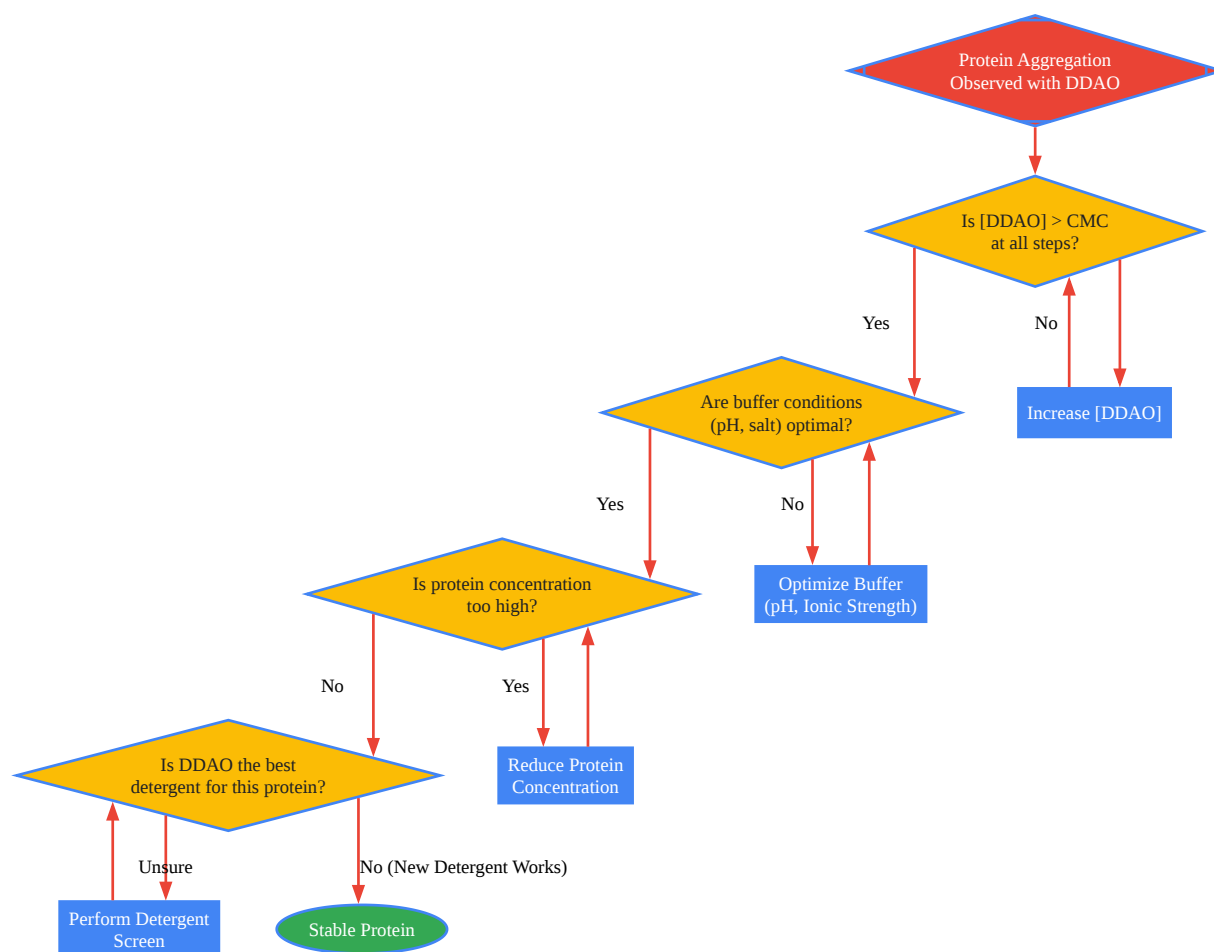 Protein Aggregation
Observed with DDAO
Is [DDAO] > CMC
at all steps?
Yes
No
Increase [DDAO]
Are buffer conditions
(pH, salt) optimal?
Yes
No
Optimize Buffer
(pH, Ionic Strength)
Is protein concentration
too high?
No
Yes
Reduce Protein
Concentration
Is DDAO the best
detergent for this protein?
Unsure
No (New Detergent Works)
Perform Detergent
Screen
Stable Protein